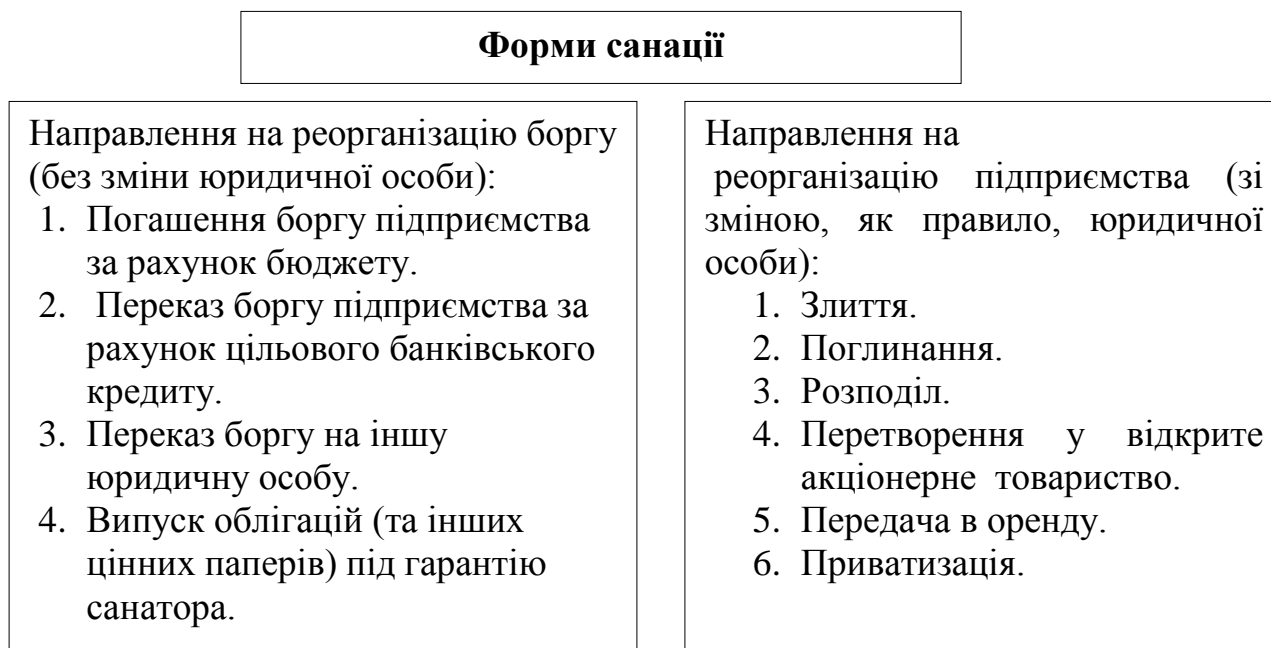 Форми санації
Направлення на реорганізацію боргу
(без зміни юридичної особи):
1. Погашення боргу підприємства
за рахунок бюджету.
2. Переказ боргу підприємства за
рахунок цільового банківського
кредиту.
3. Переказ боргу на іншу
юридичну особу.
4. Випуск облігацій (та інших
цінних паперів) під гарантію
санатора.
Направлення на
реорганізацію підприємства (зі
зміною, як правило, юридичної
особи):
1. Злиття.
2. Поглинання.
3. Розподіл.
4. Перетворення у відкрите
акціонерне товариство.
5. Передача в оренду.
6. Приватизація.